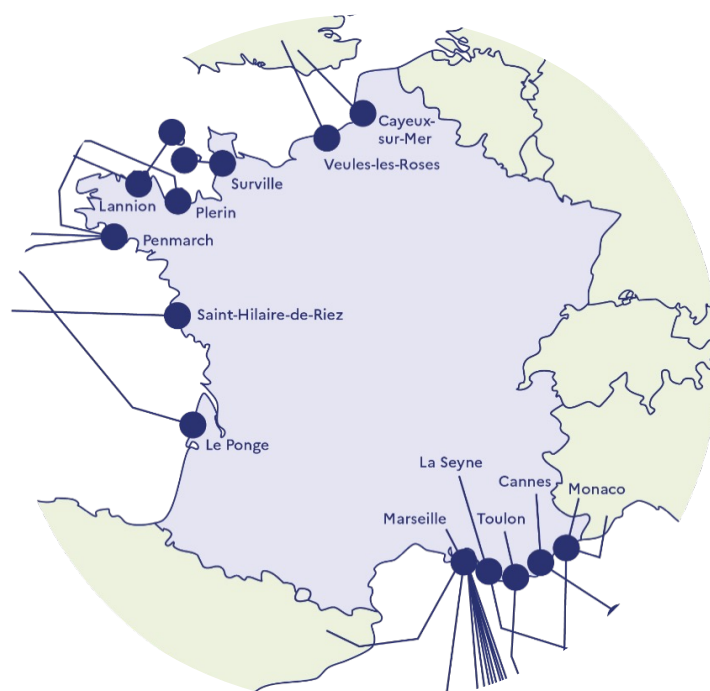 Cayeux-
sur-Mer
Veules-les-Roses
Surville
Lannion
Plerin
Penmarch
Saint-Hilaire-de-Riez
Le Ponge
La Seyne
Cannes
Monaco
Marseille
Toulon